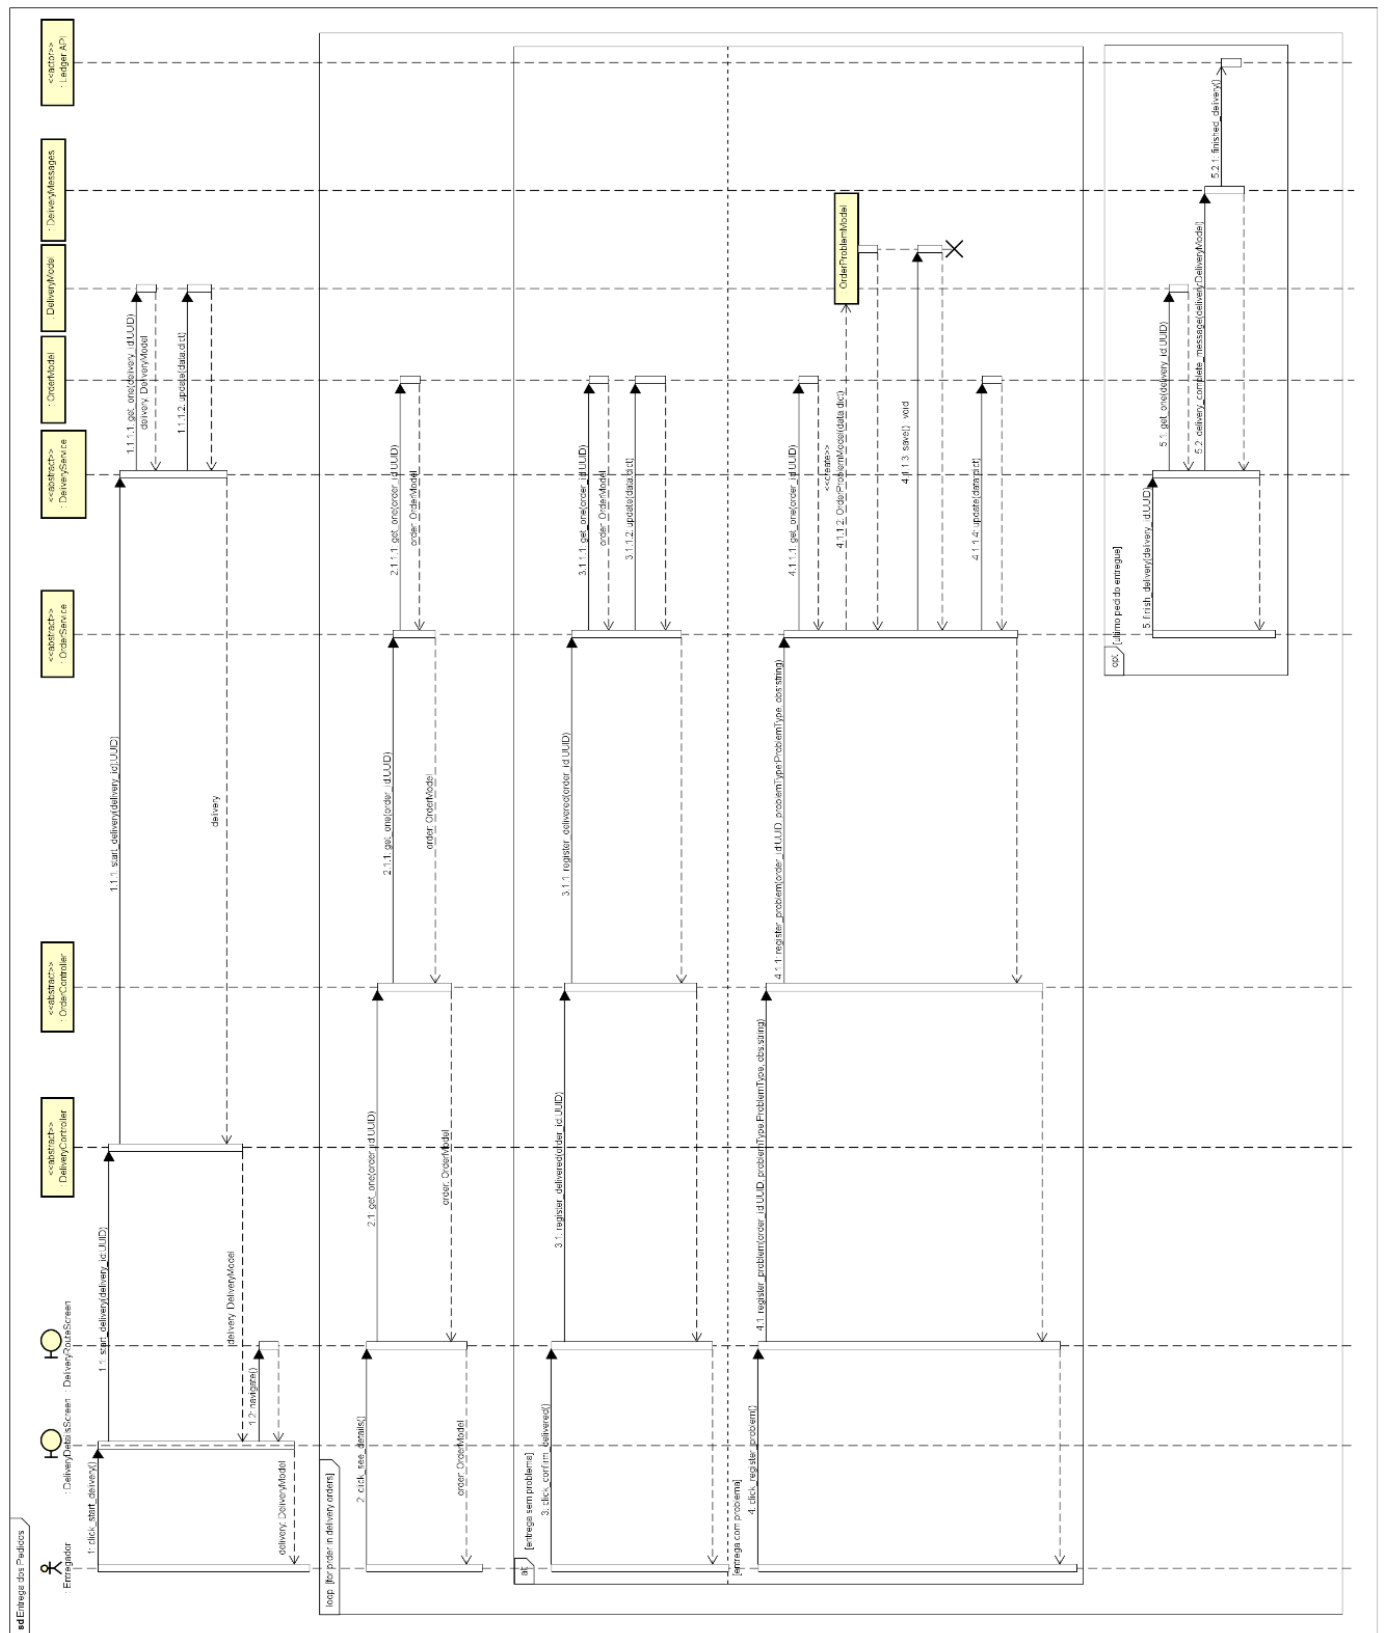 sd Entrega dos Pedidos
: Entregador
: DeliveryDetailsScreen
: DeliveryRouteScreen
<<abstract>>
: DeliveryController
<<abstract>>
: OrderController
<<abstract>>
: OrderService
<<abstract>>
: DeliveryService
: OrderModel
: DeliveryModel
: DeliveryMessages
<<actor>>
: Ledger API
1: click_start_delivery()
1.1: start_delivery(delivery_id:UUID)
1.1.1: start_delivery(delivery_id):UUID)
1.1.1.1: get_one(delivery_id:UUID)
delivery: DeliveryModel
1.1.1.2: update(data:dict)
delivery
delivery: DeliveryModel
1.2: navigate()
delivery: DeliveryModel
loop
[for order in delivery orders]
2: click_see_details()
2.1: get_one(order_id:UUID)
2.1.1: get_one(order_id:UUID)
2.1.1.1: get_one(order_id:UUID)
order: OrderModel
order: OrderModel
order: OrderModel
order: OrderModel
alt
[entrega sem problema]
3: click_confirm_delivered()
3.1: register_delivered(order_id:UUID)
3.1.1: register_delivered(order_id:UUID)
3.1.1.1: get_one(order_id:UUID)
order: OrderModel
3.1.1.2: update(data:dict)
[entrega com problema]
4: click_register_problem()
4.1: register_problem(order_id:UUID, problemType:ProblemType, obs:string)
4.1.1: register_problem(order_id:UUID, problemType:ProblemType, obs:string)
4.1.1.1: get_one(order_id:UUID)
<<create>>
4.1.1.2: OrderProblemModel(data:dict)
OrderProblemModel
4.1.1.3: save(): void
4.1.1.4: update(data:dict)
opt
[ultimo pedido entregue]
5: finish_delivery(delivery_id:UUID)
5.1: get_one(delivery_id:UUID)
5.2: delivery_complete_message(delivery:DeliveryModel)
5.2.1: finished_delivery()